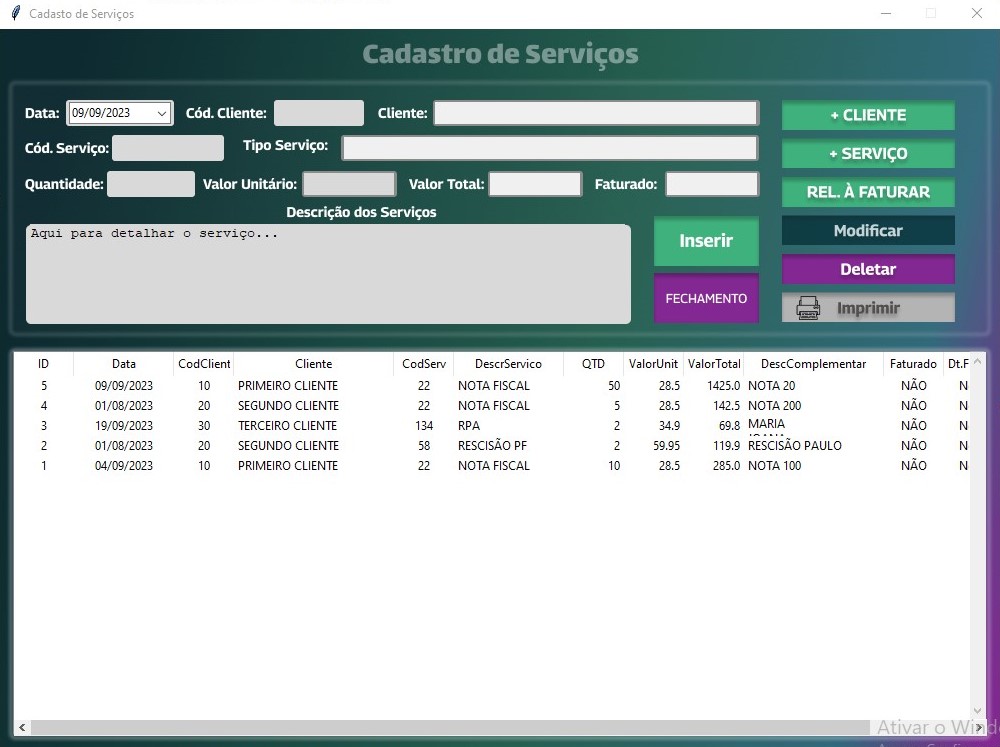 Cadasto de Serviços
Cadastro de Serviços
Data: 09/09/2023 Cód. Cliente: Cliente: + CLIENTE
Cód. Serviço: Tipo Serviço: + SERVIÇO
Quantidade: Valor Unitário: Valor Total: Faturado: REL. À FATURAR
Descrição dos Serviços
Aqui para detalhar o serviço...
Inserir Modificar
Deletar
FECHAMENTO Imprimir
ID Data CodClient Cliente CodServ DescrServico QTD ValorUnit ValorTotal DescComplementar Faturado Dt.F
5 09/09/2023 10 PRIMEIRO CLIENTE 22 NOTA FISCAL 50 28.5 1425.0 NOTA 20 NÃO N
4 01/08/2023 20 SEGUNDO CLIENTE 22 NOTA FISCAL 5 28.5 142.5 NOTA 200 NÃO N
3 19/09/2023 30 TERCEIRO CLIENTE 134 RPA 2 34.9 69.8 MARIA NÃO N
2 01/08/2023 20 SEGUNDO CLIENTE 58 RESCISÃO PF 2 59.95 119.9 RESCISÃO PAULO NÃO N
1 04/09/2023 10 PRIMEIRO CLIENTE 22 NOTA FISCAL 10 28.5 285.0 NOTA 100 NÃO N
Ativar o Windo